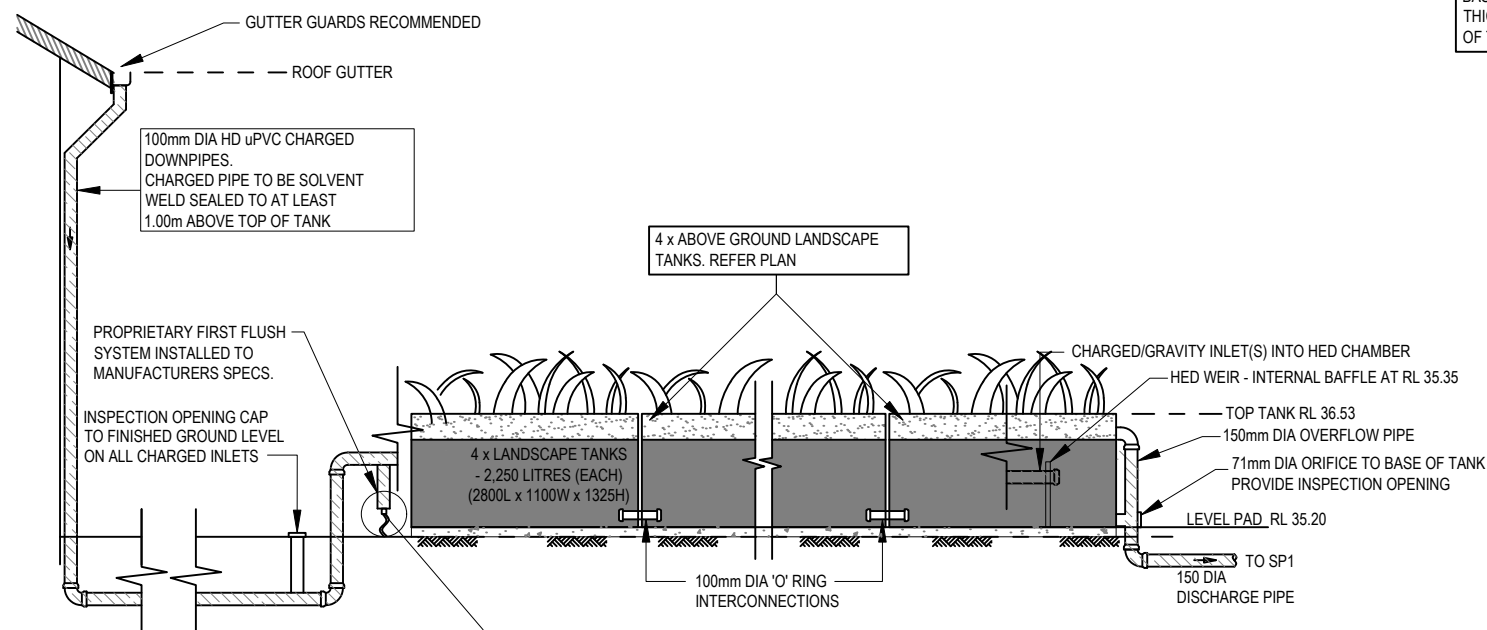 GUTTER GUARDS RECOMMENDED
ROOF GUTTER
100mm DIA HD uPVC CHARGED
DOWNPIPES.
CHARGED PIPE TO BE SOLVENT
WELD SEALED TO AT LEAST
1.00m ABOVE TOP OF TANK
4 x ABOVE GROUND LANDSCAPE
TANKS. REFER PLAN
PROPRIETARY FIRST FLUSH
SYSTEM INSTALLED TO
MANUFACTURERS SPECS.
INSPECTION OPENING CAP
TO FINISHED GROUND LEVEL
ON ALL CHARGED INLETS
4 x LANDSCAPE TANKS
- 2,250 LITRES (EACH)
(2800L x 1100W x 1325H)
CHARGED/GRAVITY INLET(S) INTO HED CHAMBER
HED WEIR - INTERNAL BAFFLE AT RL 35.35
TOP TANK RL 36.53
150mm DIA OVERFLOW PIPE
71mm DIA ORIFICE TO BASE OF TANK
PROVIDE INSPECTION OPENING
LEVEL PAD RL 35.20
TO SP1
150 DIA
DISCHARGE PIPE
100mm DIA 'O' RING
INTERCONNECTIONS
OF